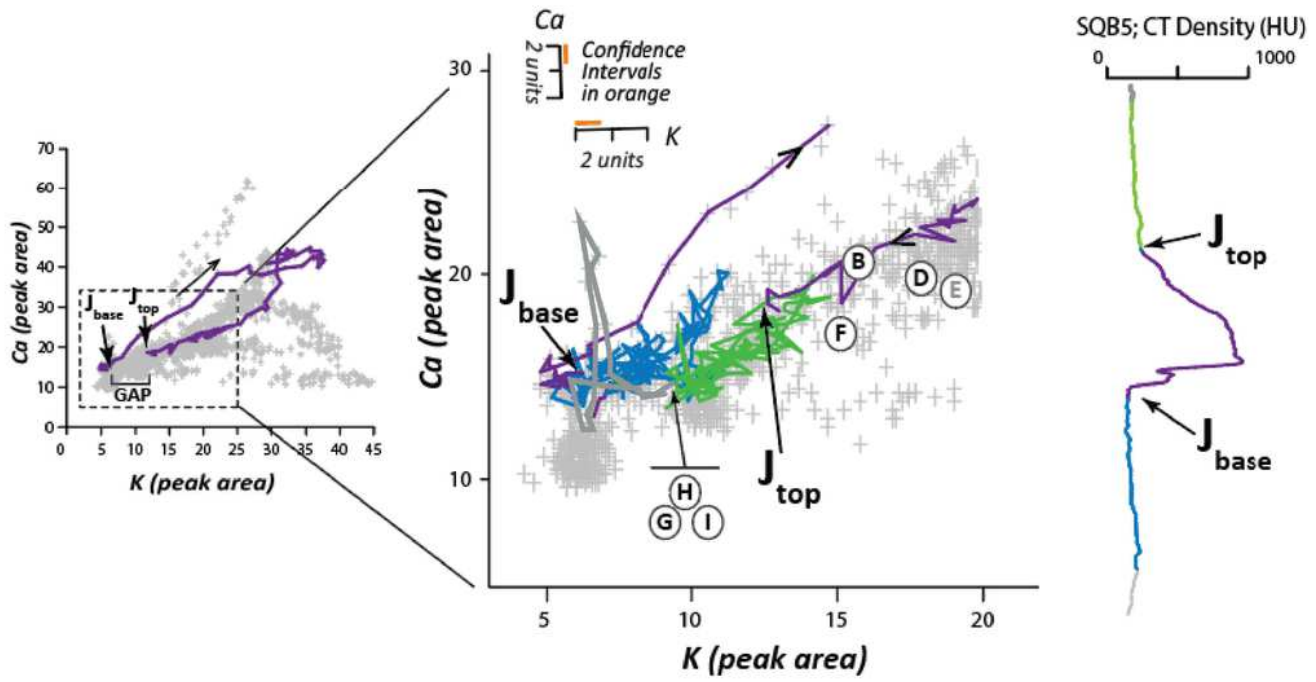 SQB5; CT Density (HU)
0
1000
Ca
2 units
Confidence
Intervals
in orange
K
2 units
30
20
10
Ca (peak area)
5
10
15
20
K (peak area)
J base
J top
B
D
E
F
H
G
I
70
60
50
40
30
20
10
0
Ca (peak area)
J base
J top
GAP
0
5
10
15
20
25
30
35
40
45
K (peak area)
J top
J base